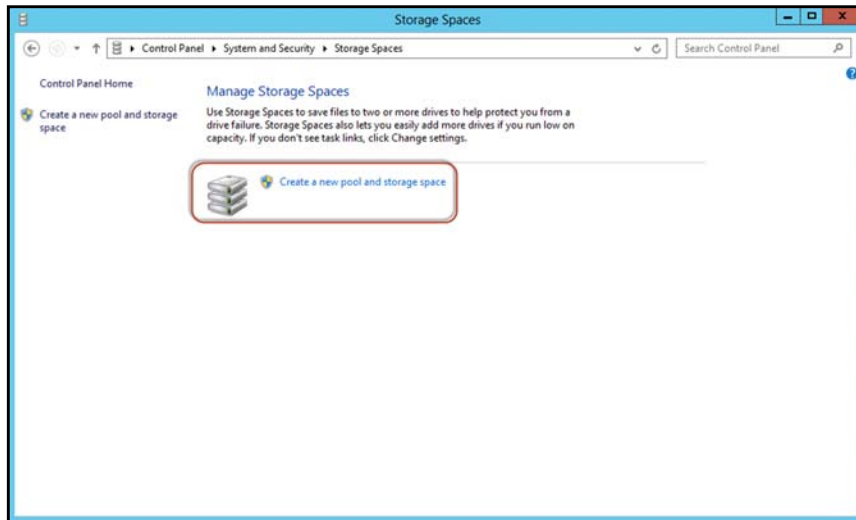 Storage Spaces
Control Panel ▸ System and Security ▸ Storage Spaces
Search Control Panel
Control Panel Home
Create a new pool and storage
space
Manage Storage Spaces
Use Storage Spaces to save files to two or more drives to help protect you from a
drive failure. Storage Spaces also lets you easily add more drives if you run low on
capacity. If you don't see task links, click Change settings.
Create a new pool and storage space